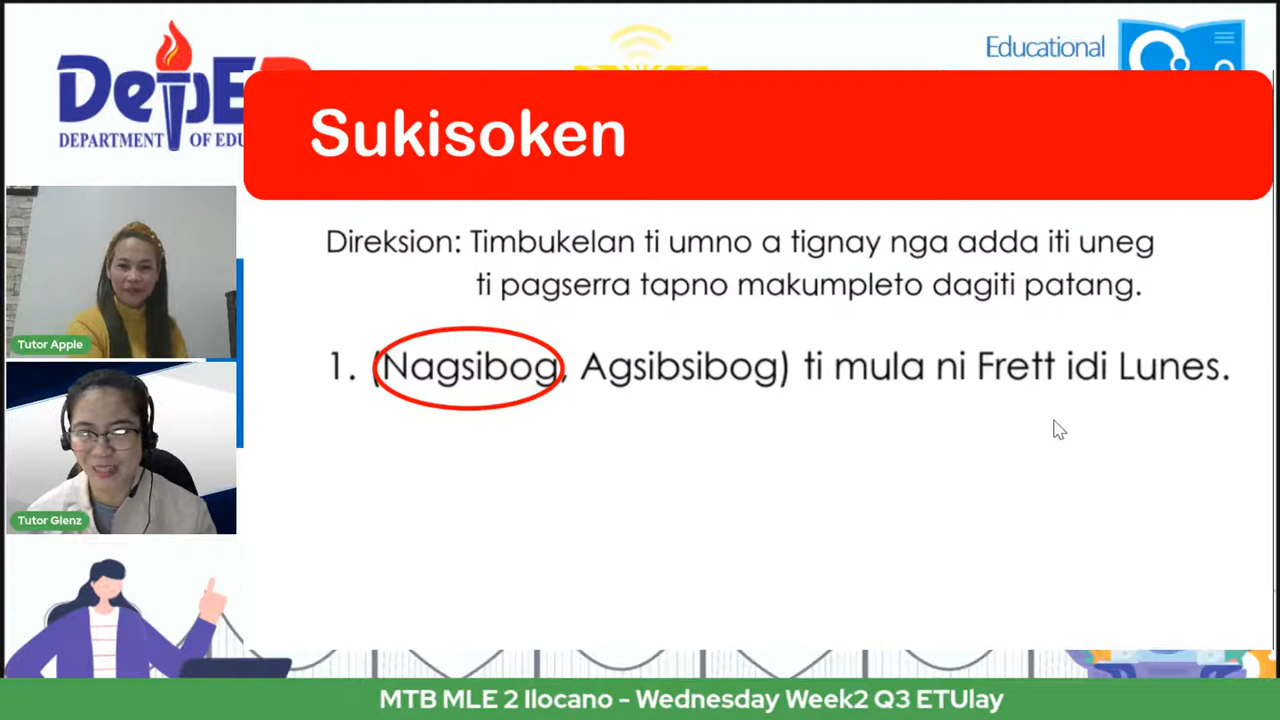 DepE
DEPARTMENT OF EDU
Educational
Sukisoken
Direksion: Timbukelan ti umno a tignay nga adda iti uneg
ti pagserra tapno makumpleto dagiti patang.
1. (Nagsibog, Agsibsibog) ti mula ni Frett idi Lunes.
Tutor Apple
Tutor Glenz
MTB MLE 2 Ilocano - Wednesday Week2 Q3 ETUlay